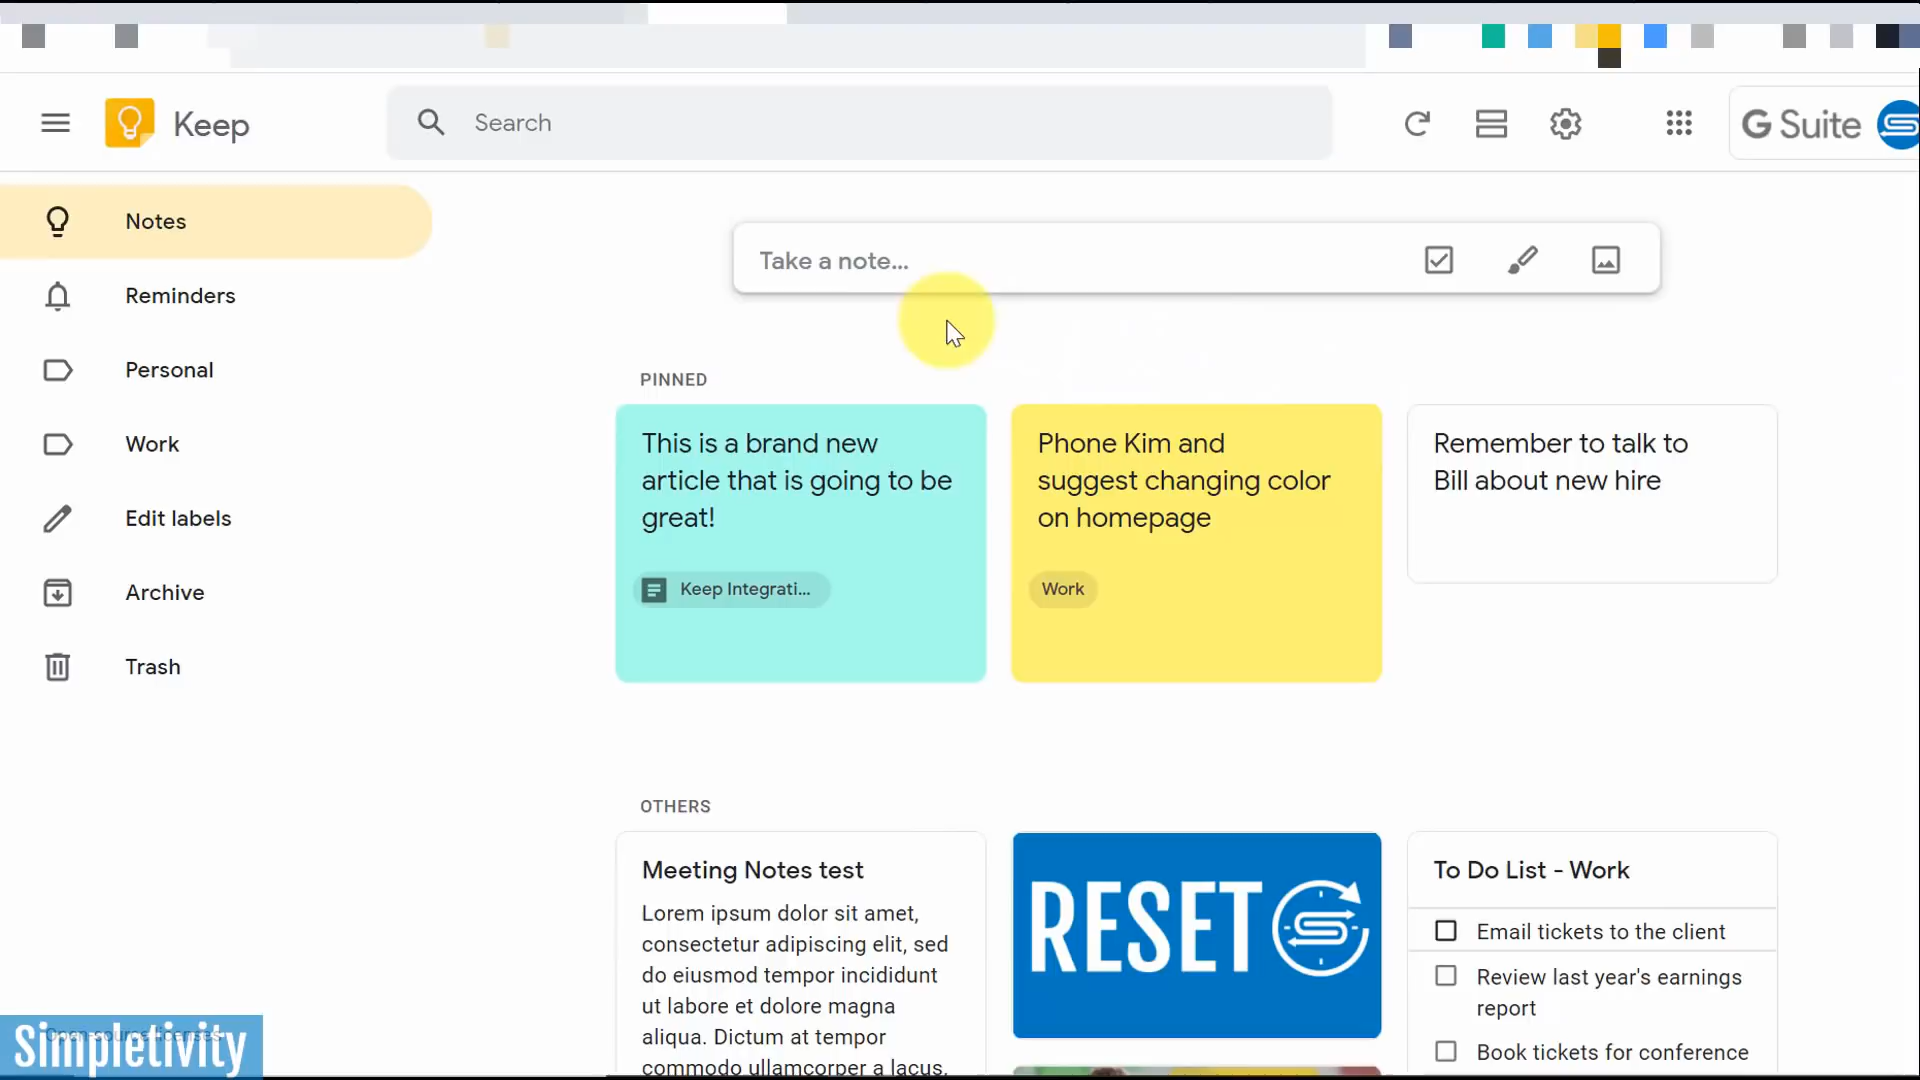 Keep
Search
G Suite
Notes
Reminders
Personal
Work
Edit labels
Archive
Trash
Take a note...
PINNED
This is a brand new
article that is going to be
great!
Keep Integrati...
Phone Kim and
suggest changing color
on homepage
Work
Remember to talk to
Bill about new hire
OTHERS
Meeting Notes test
Lorem ipsum dolor sit amet,
consectetur adipiscing elit, sed
do eiusmod tempor incididunt
ut labore et dolore magna
aliqua. Dictum at tempor
commodo ullamcorper a lacus.
RESET
To Do List - Work
Email tickets to the client
Review last year's earnings
report
Book tickets for conference
Open-source licenses
Simpletivity